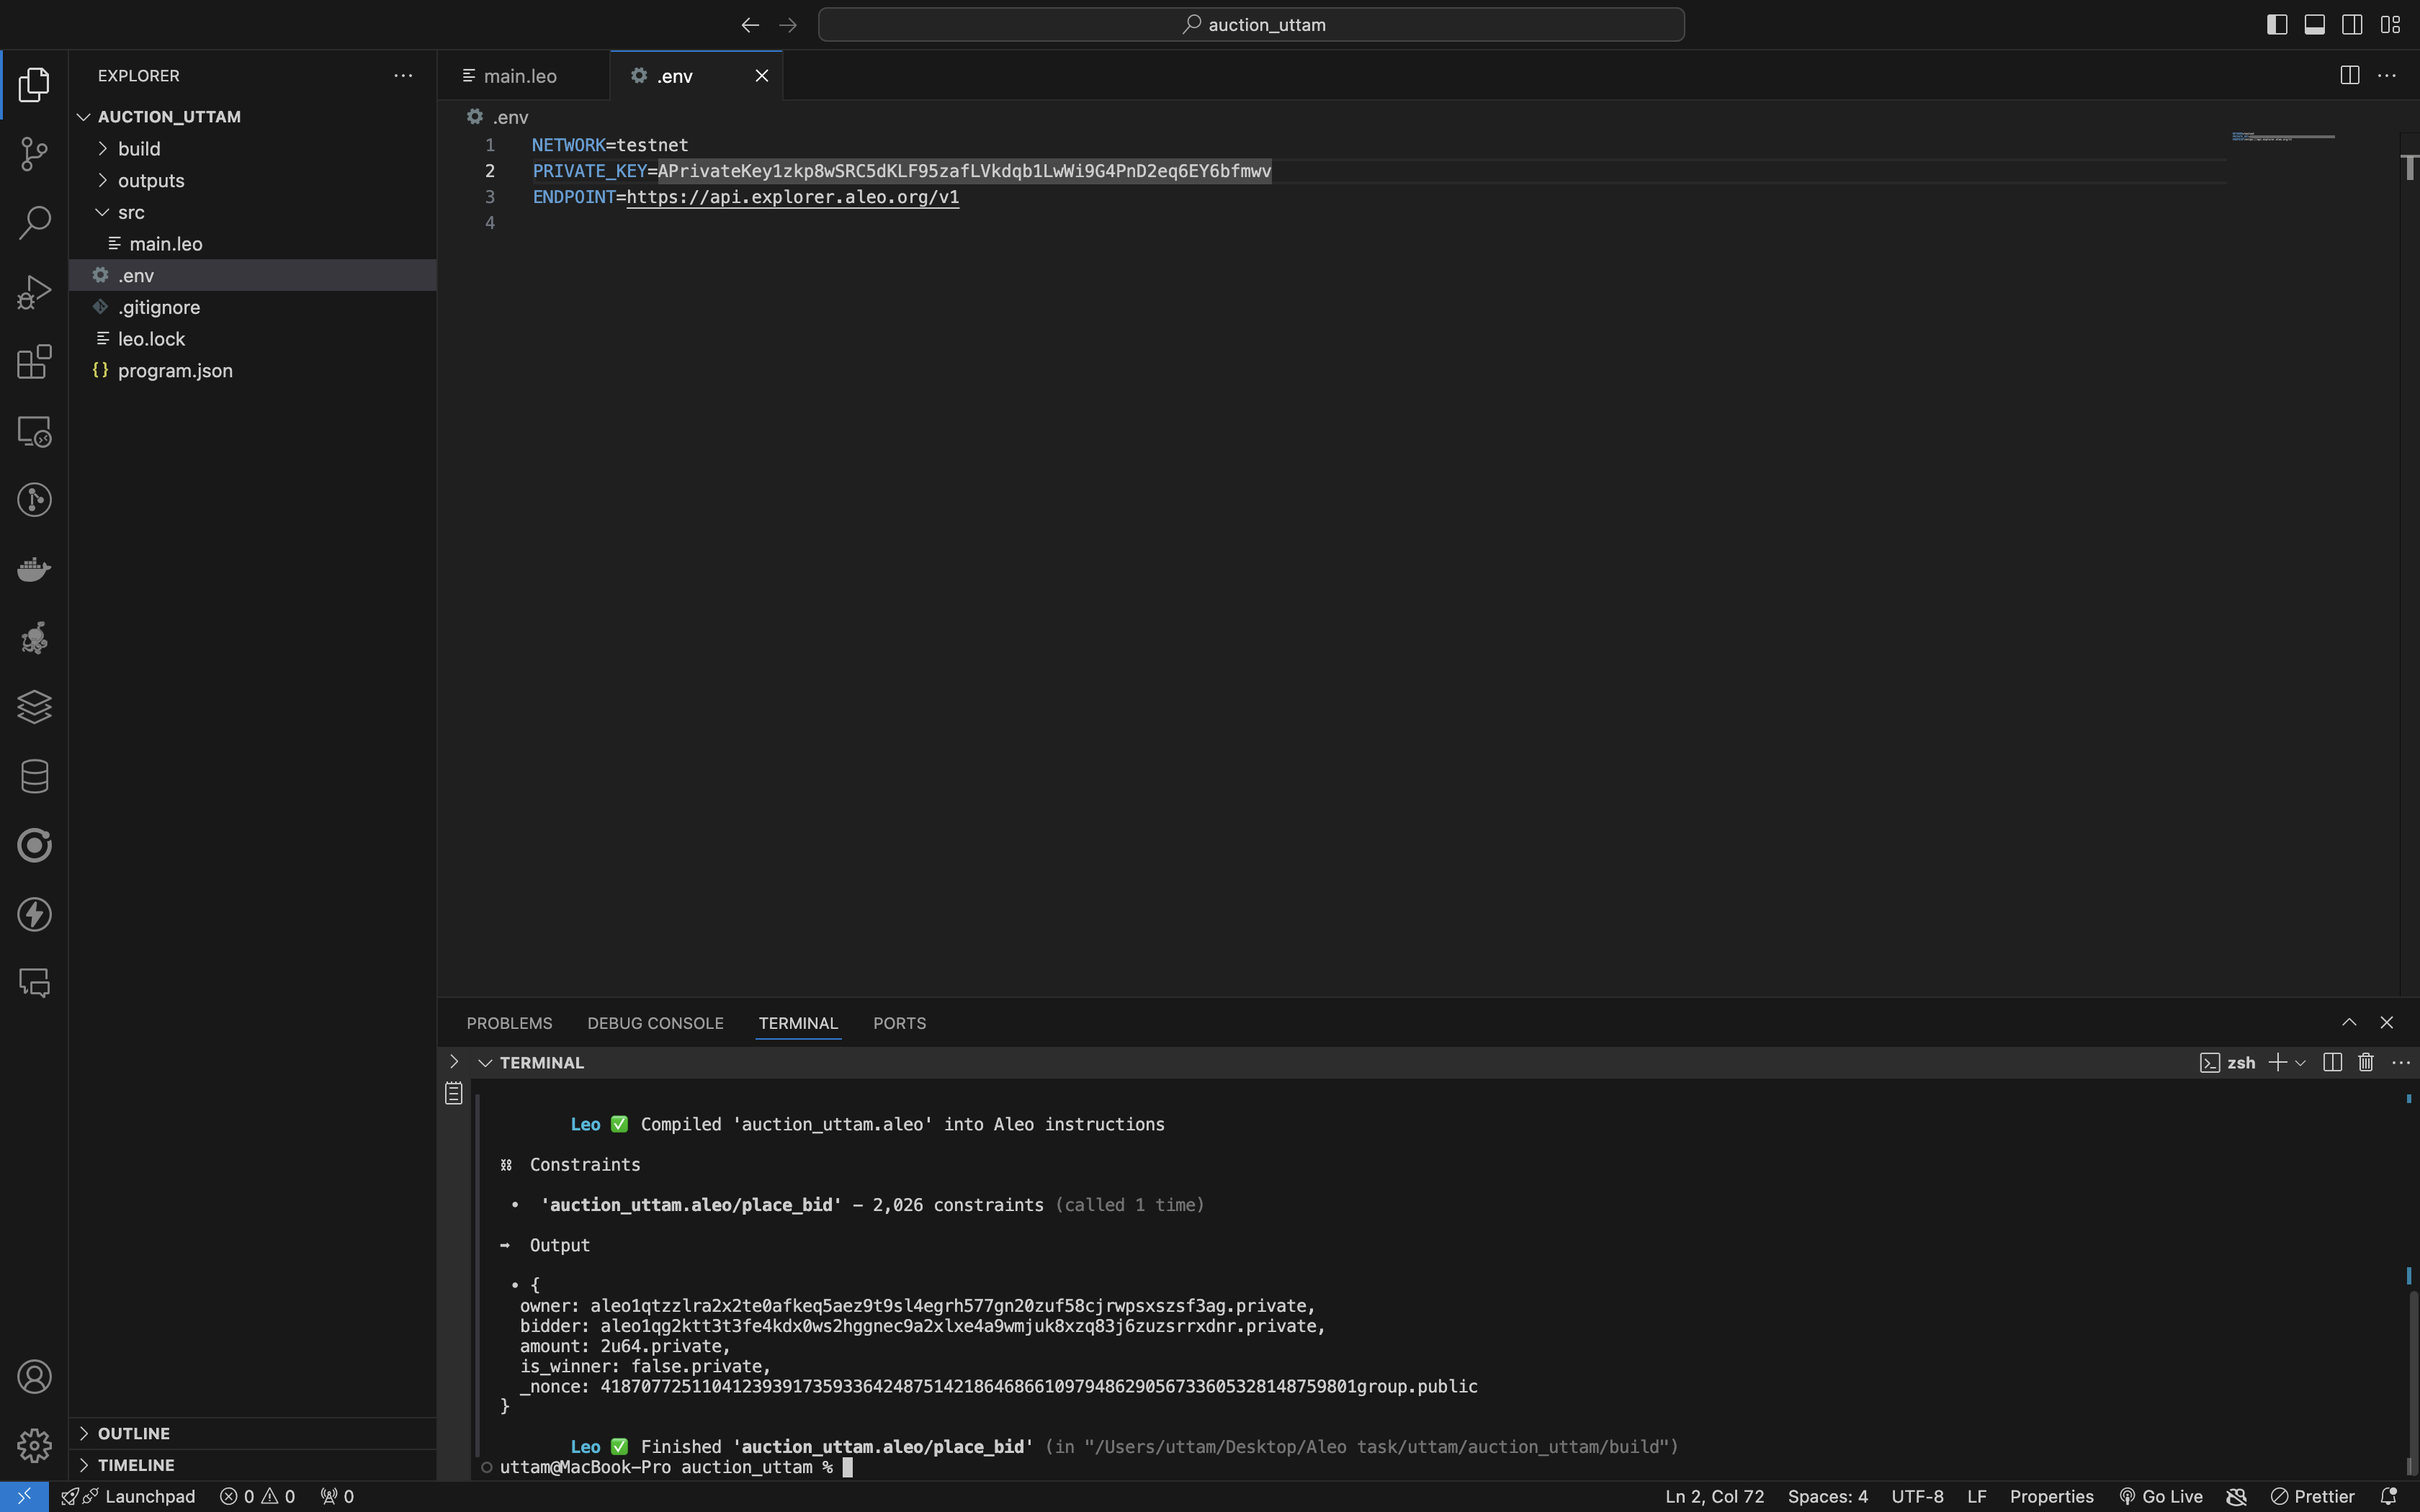 auction_uttam
EXPLORER
AUCTION_UTTAM
build
outputs
src
main.leo
.env
.gitignore
leo.lock
program.json
OUTLINE
TIMELINE
main.leo
.env
.env
1 NETWORK=testnet
2 PRIVATE_KEY=APrivateKey1zkp8wSRC5dKLF95zafLVkdqb1LwWi9G4PnD2eq6EY6bfmwv
3 ENDPOINT=https://api.explorer.aleo.org/v1
4
PROBLEMS DEBUG CONSOLE TERMINAL PORTS
TERMINAL
zsh
Leo ✅ Compiled 'auction_uttam.aleo' into Aleo instructions
⛓ Constraints
• 'auction_uttam.aleo/place_bid' – 2,026 constraints (called 1 time)
➡ Output
• {
owner: aleo1qtzzlra2x2te0afkeq5aez9t9sl4egrh577gn20zuf58cjrwpsxszsf3ag.private,
bidder: aleo1qg2ktt3t3fe4kdx0ws2hggnec9a2xlxe4a9wmjuk8xzq83j6zuzsrrxdnr.private,
amount: 2u64.private,
is_winner: false.private,
_nonce: 4187077251104123939173593364248751421864686610979486290567336053281487598​01group.public
}
Leo ✅ Finished 'auction_uttam.aleo/place_bid' (in "/Users/uttam/Desktop/Aleo task/uttam/auction_uttam/build")
uttam@MacBook-Pro auction_uttam %
Launchpad 0 0 0 Ln 2, Col 72 Spaces: 4 UTF-8 LF Properties Go Live Prettier